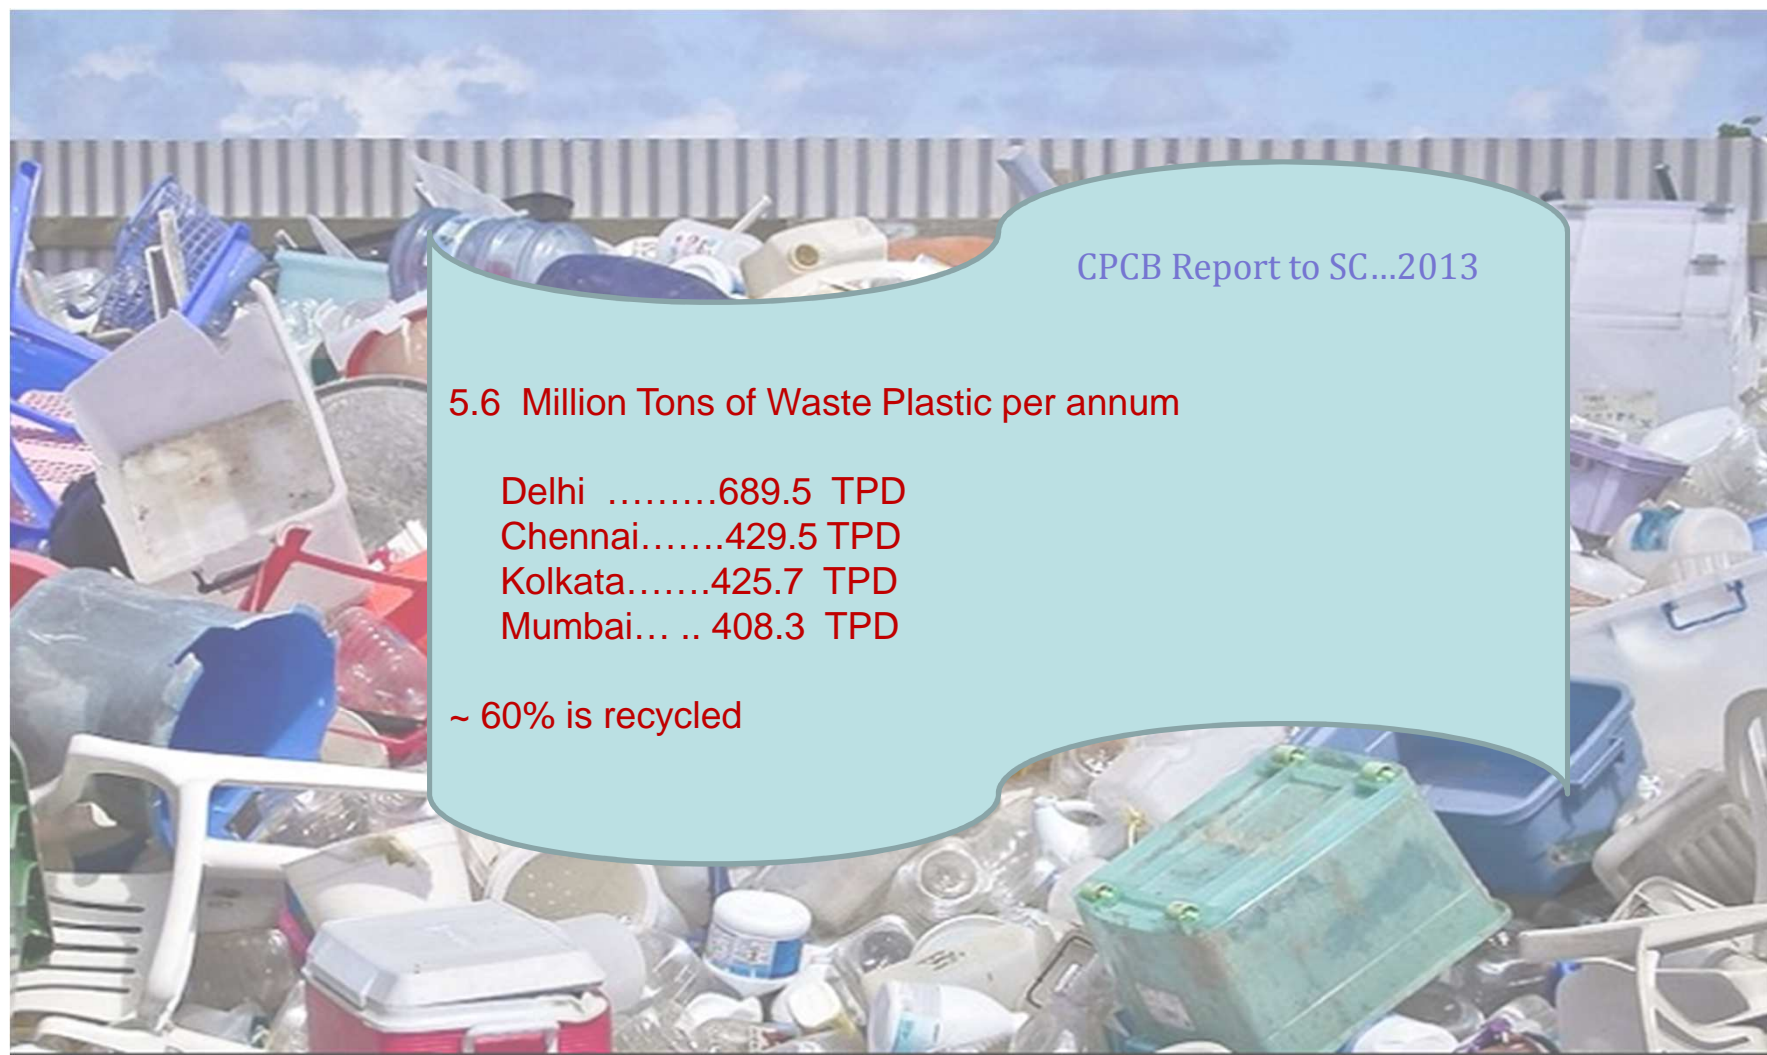 CPCB Report to SC...2013
5.6 Million Tons of Waste Plastic per annum
Delhi .........689.5 TPD
Chennai.......429.5 TPD
Kolkata.......425.7 TPD
Mumbai... .. 408.3 TPD
~ 60% is recycled